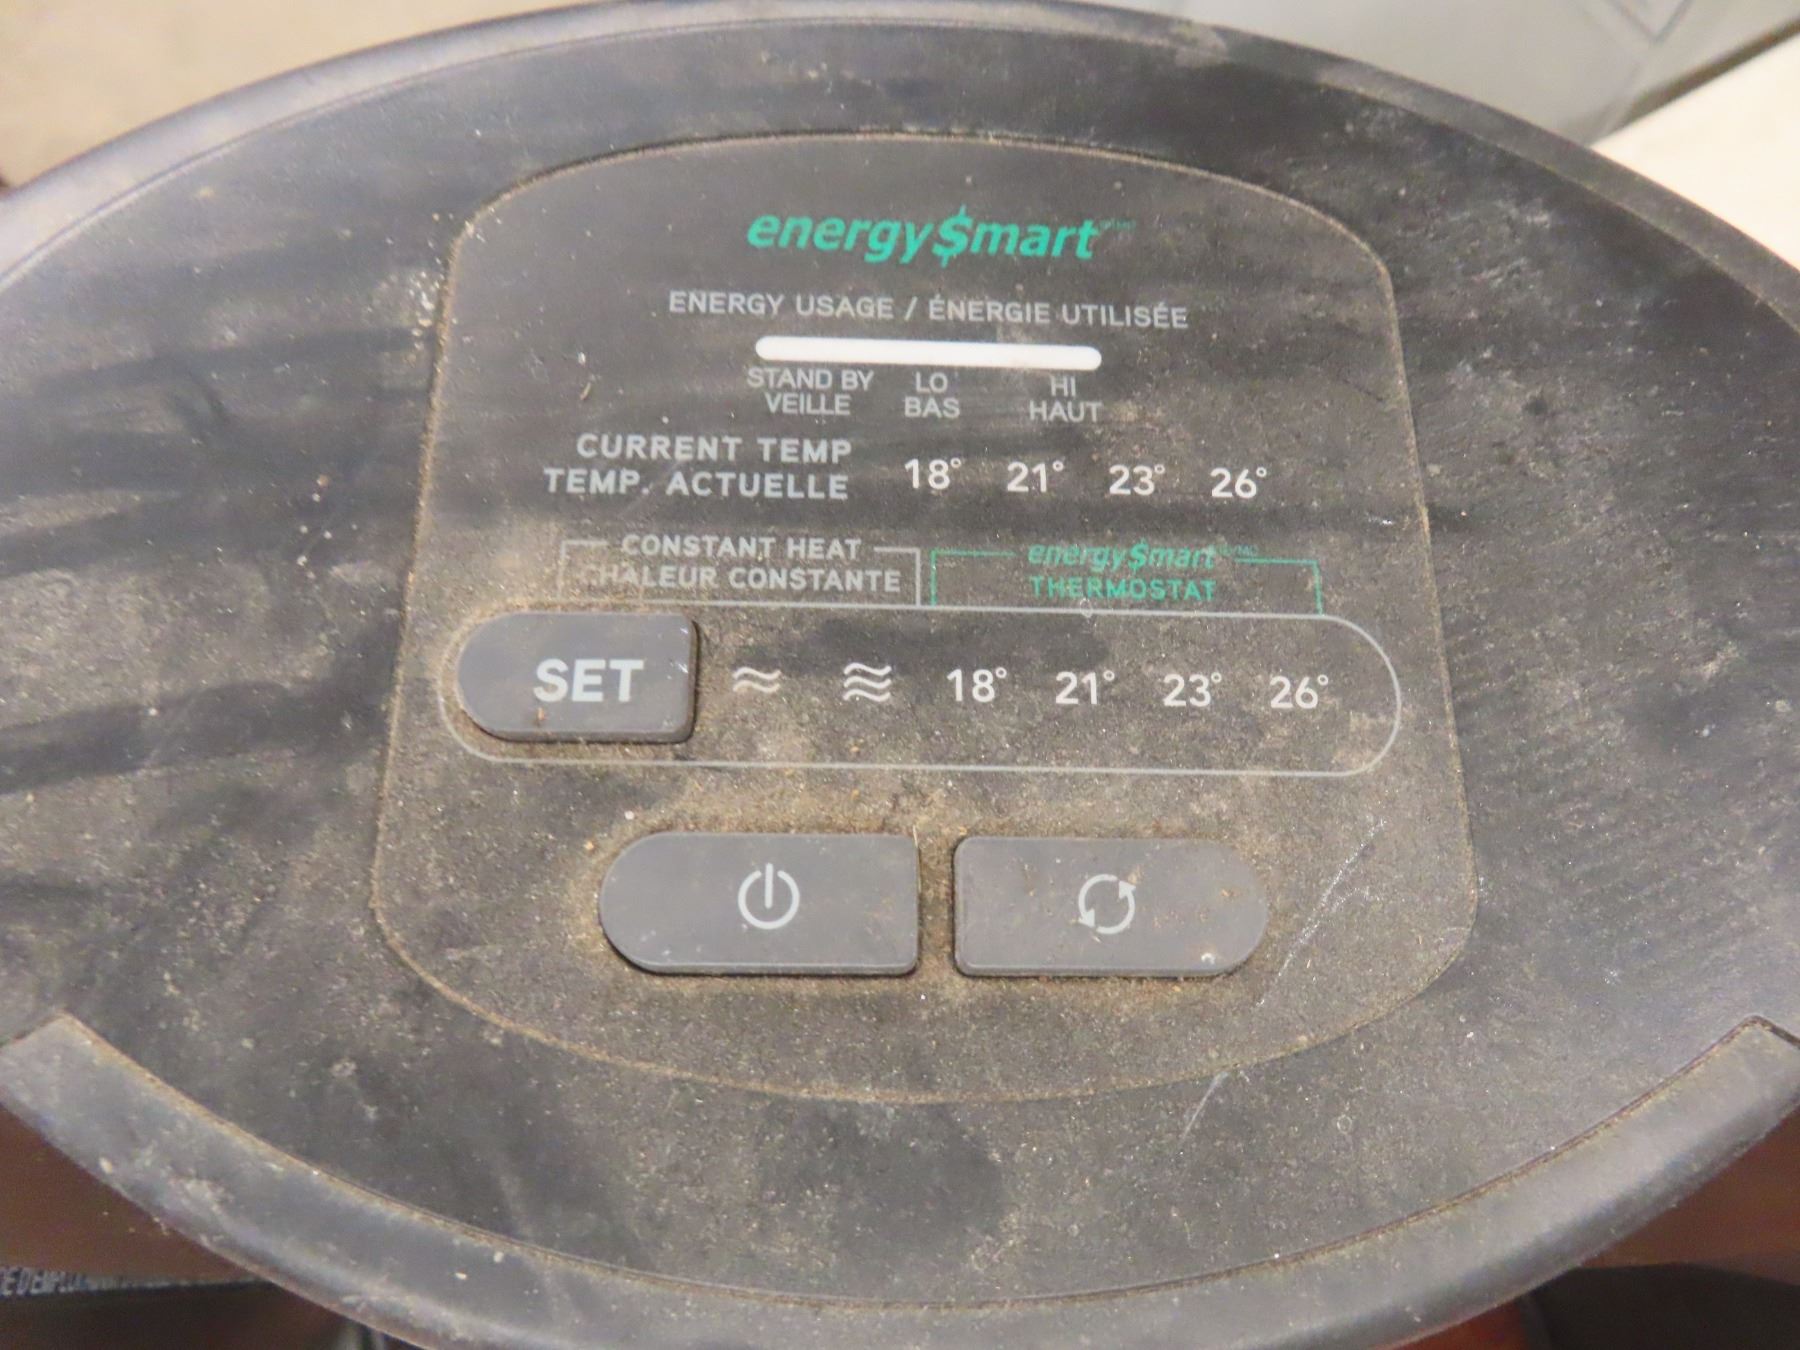 energy$mart
ENERGY USAGE / ÉNERGIE UTILISÉE
STAND BY LO HI
VEILLE BAS HAUT
CURRENT TEMP
TEMP. ACTUELLE 18° 21° 23° 26°
CONSTANT HEAT energy$mart
CHALEUR CONSTANTE THERMOSTAT
SET 18° 21° 23° 26°